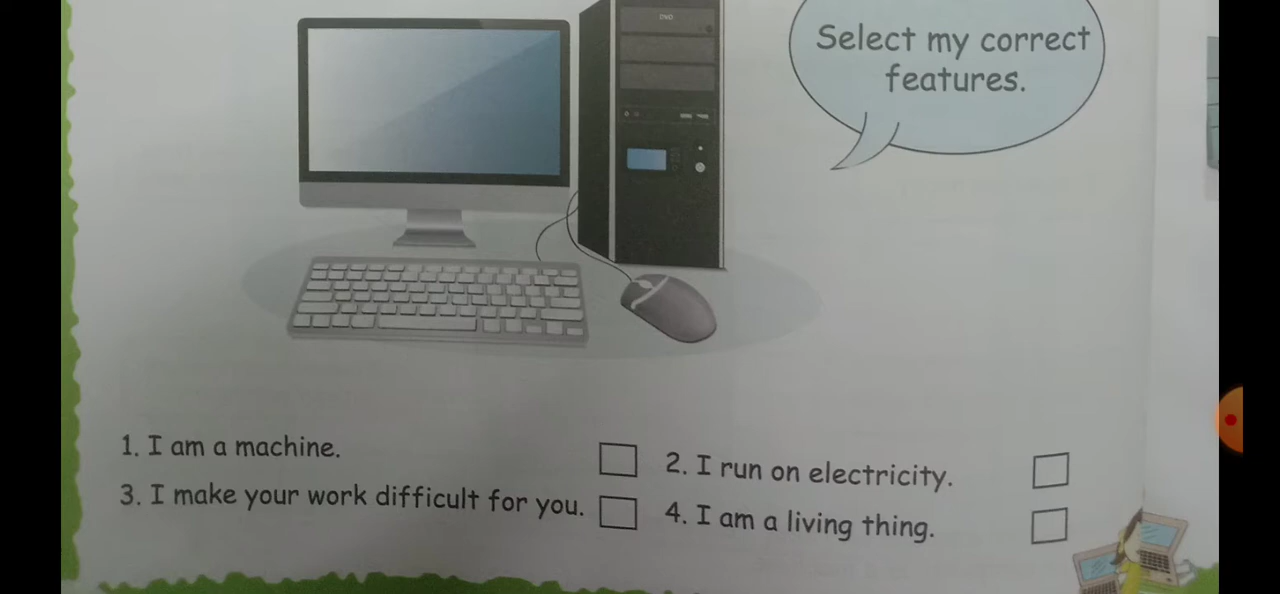 DVD
Select my correct
features.
1. I am a machine.
2. I run on electricity.
3. I make your work difficult for you.
4. I am a living thing.